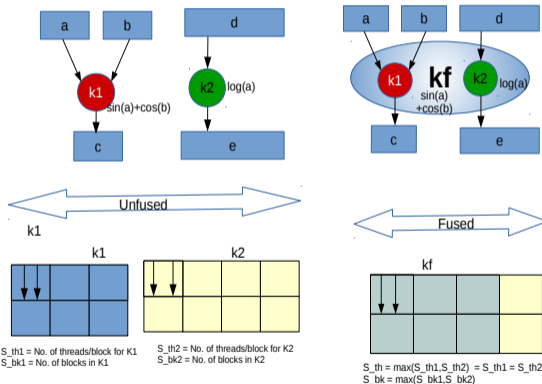 a
b
d
k1
k2
log(a)
sin(a)+cos(b)
c
e
Unfused
k1
k1
k2
S_th1 = No. of threads/block for K1
S_bk1 = No. of blocks in K1
S_th2 = No. of threads/block for K2
S_bk2 = No. of blocks in K2
a
b
d
k1
kf
k2
log(a)
sin(a)
+cos(b)
c
e
Fused
kf
S_th = max(S_th1,S_th2) = S_th1 = S_th2
S_bk = max(S_bk1,S_bk2)